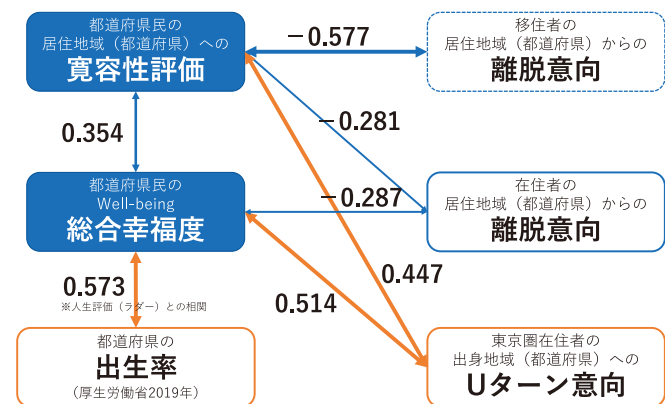 都道府県民の
居住地域（都道府県）への
寛容性評価
−0.577
移住者の
居住地域（都道府県）からの
離脱意向
0.354
−0.281
都道府県民の
Well-being
総合幸福度
−0.287
在住者の
居住地域（都道府県）からの
離脱意向
0.573
※人生評価（ラダー）との相関
0.514
0.447
都道府県の
出生率
（厚生労働省2019年）
東京圏在住者の
出身地域（都道府県）への
Uターン意向